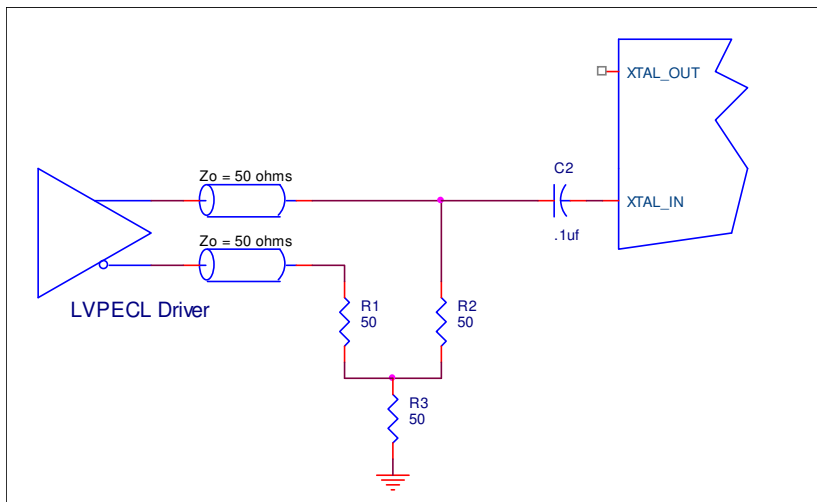 XTAL_OUT
Zo = 50 ohms
C2
XTAL_IN
.1uf
Zo = 50 ohms
LVPECL Driver
R1
50
R2
50
R3
50